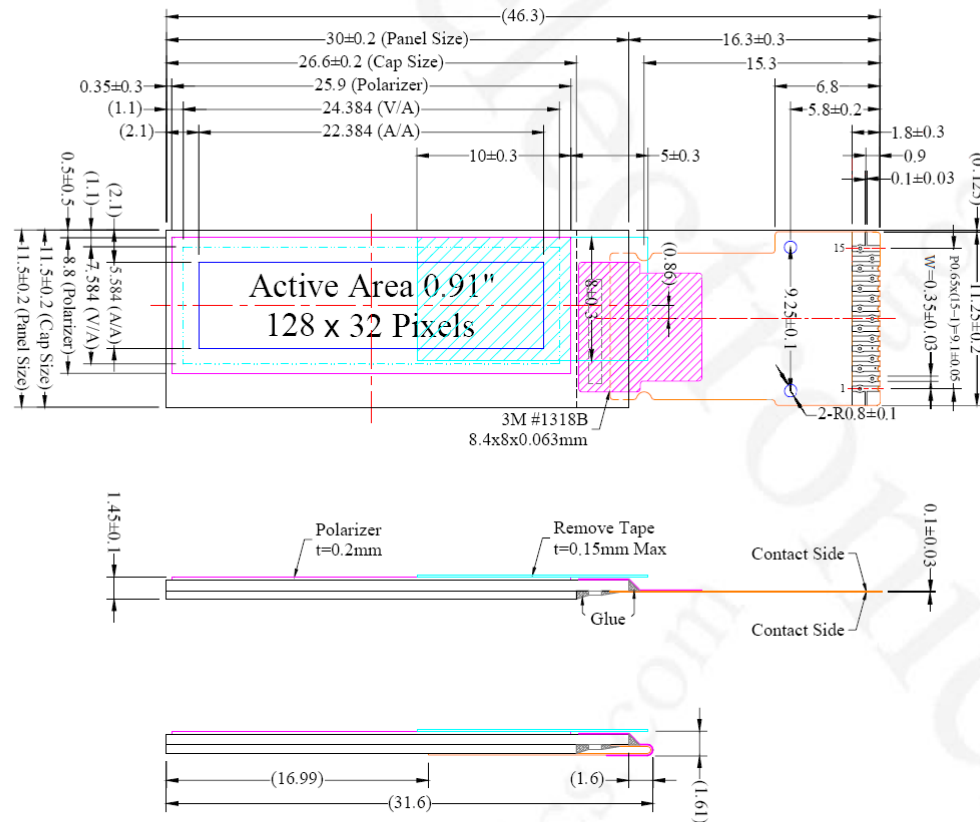 (46.3)
30±0.2 (Panel Size)
16.3±0.3
26.6±0.2 (Cap Size)
15.3
0.35±0.3
25.9 (Polarizer)
6.8
(1.1)
24.384 (V/A)
5.8±0.2
(2.1)
22.384 (A/A)
1.8±0.3
10±0.3
5±0.3
0.9
0.1±0.03
0.5±0.5
(1.1)
(2.1)
11.5±0.2 (Panel Size)
11.5±0.2 (Cap Size)
8.8 (Polarizer)
7.584 (V/A)
5.584 (A/A)
Active Area 0.91"
128 x 32 Pixels
8±0.3
(0.86)
9.25±0.1
15
1
W=0.35±0.03
P0.65x(15-1)=9.1±0.05
(0.125)
11.25±0.2
2-R0.8±0.1
3M #1318B
8.4x8x0.063mm
1.45±0.1
Polarizer
t=0.2mm
Remove Tape
t=0.15mm Max
Contact Side
0.1±0.03
Glue
Contact Side
(16.99)
(1.6)
(1.61)
(31.6)